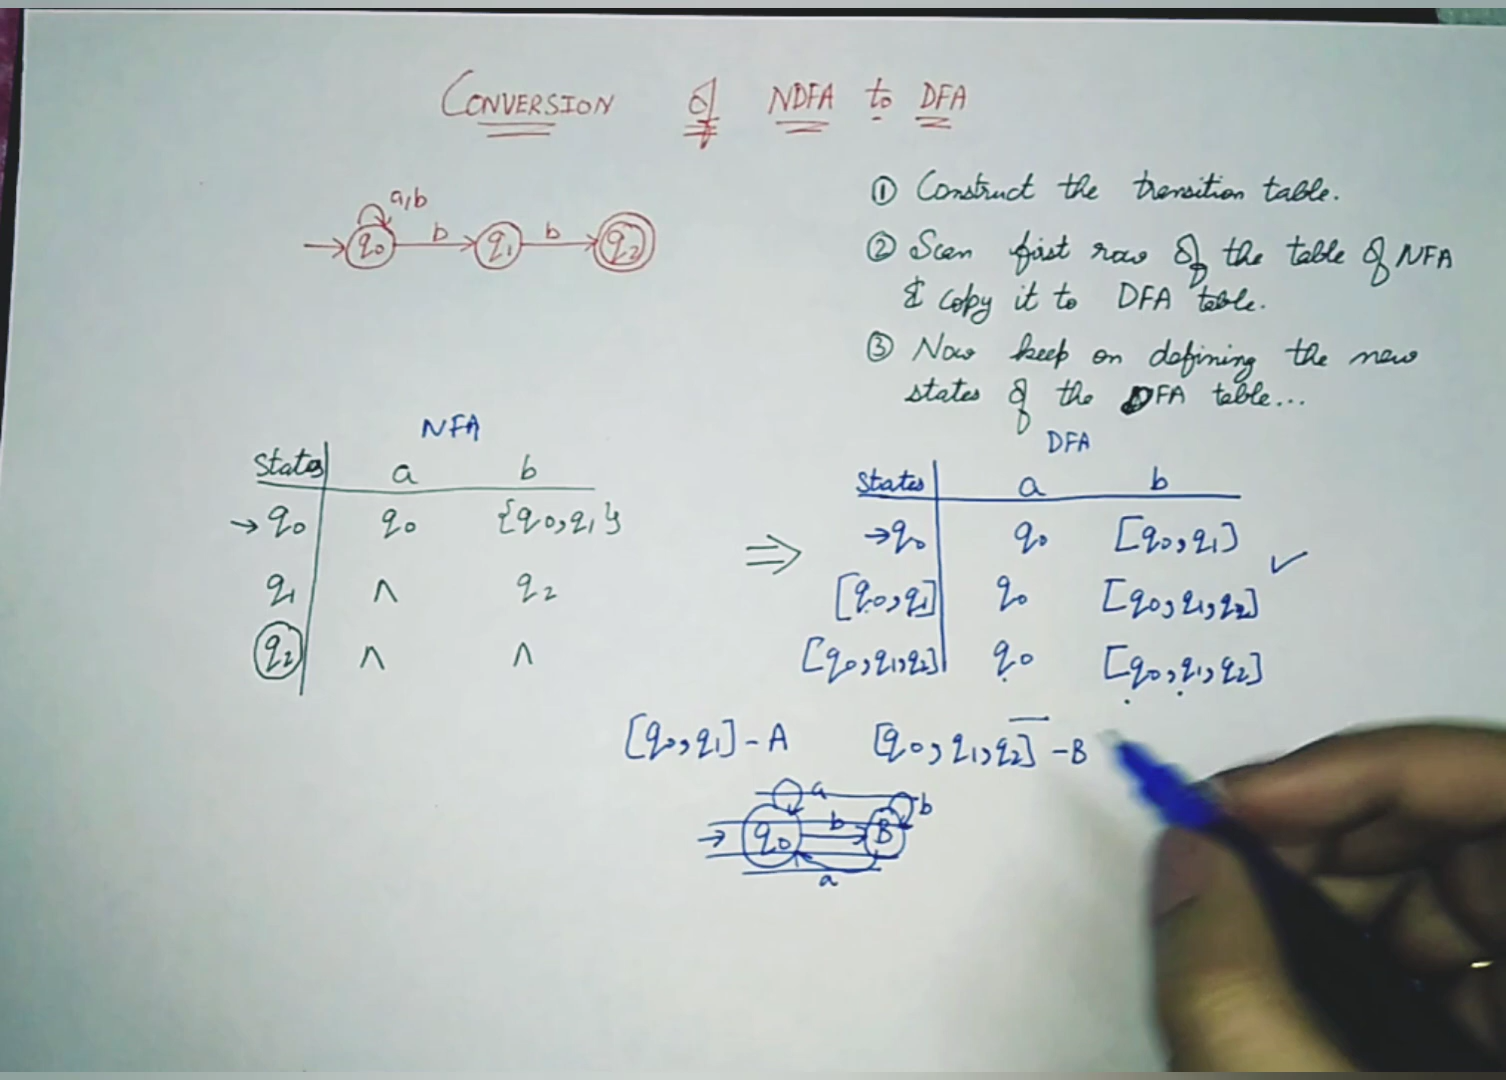 CONVERSION of NDFA to DFA
a,b
→ q0 b q1 b q2
① Construct the transition table.
② Scan first row of the table of NFA
& copy it to DFA table.
③ Now keep on defining the new
states of the DFA table...
NFA
States a b
→ q0 q0 {q0,q1}
q1 ∧ q2
q2 ∧ ∧
⇒
DFA
States a b
→q0 q0 [q0,q1]
[q0,q1] q0 [q0,q1,q2] ✓
[q0,q1,q2] q0 [q0,q1,q2]
[q0,q1] - A [q0,q1,q2] - B
a b
→ q0 b B
a